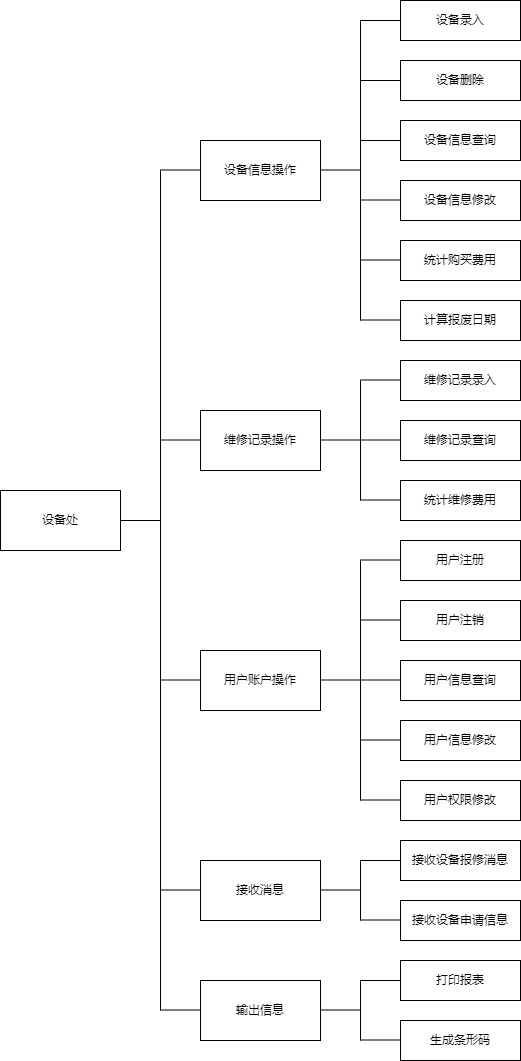 设备录入
设备删除
设备信息查询
设备信息操作
设备信息修改
统计购买费用
计算报废日期
维修记录录入
维修记录操作
维修记录查询
统计维修费用
设备处
用户注册
用户注销
用户账户操作
用户信息查询
用户信息修改
用户权限修改
接收设备报修消息
接收消息
接收设备申请信息
打印报表
输出信息
生成条形码